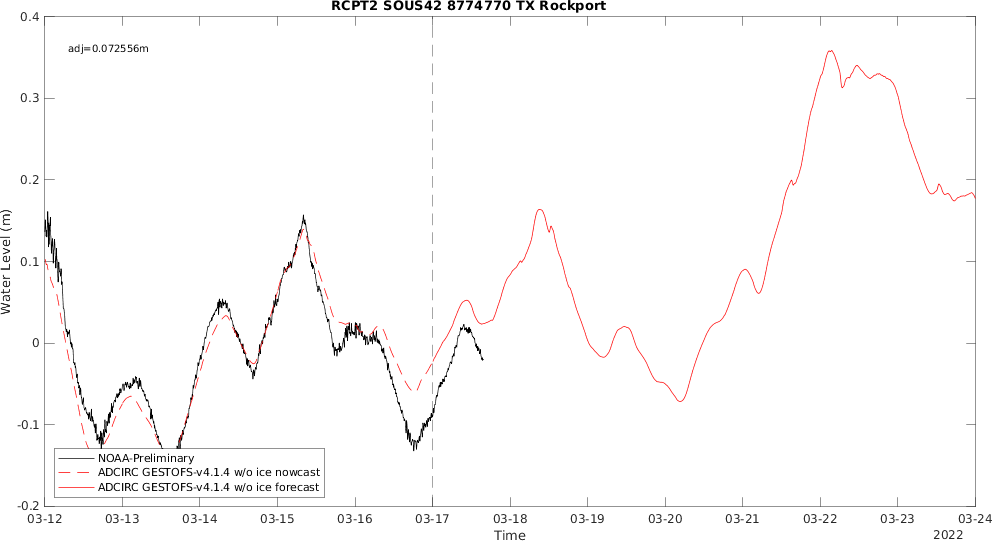 RCPT2 SOUS42 8774770 TX Rockport
adj=0.072556m
0.4
0.3
0.2
0.1
0
-0.1
-0.2
Water Level (m)
NOAA-Preliminary
ADCIRC GESTOFS-v4.1.4 w/o ice nowcast
ADCIRC GESTOFS-v4.1.4 w/o ice forecast
03-12 03-13 03-14 03-15 03-16 03-17 03-18 03-19 03-20 03-21 03-22 03-23 03-24
Time
2022